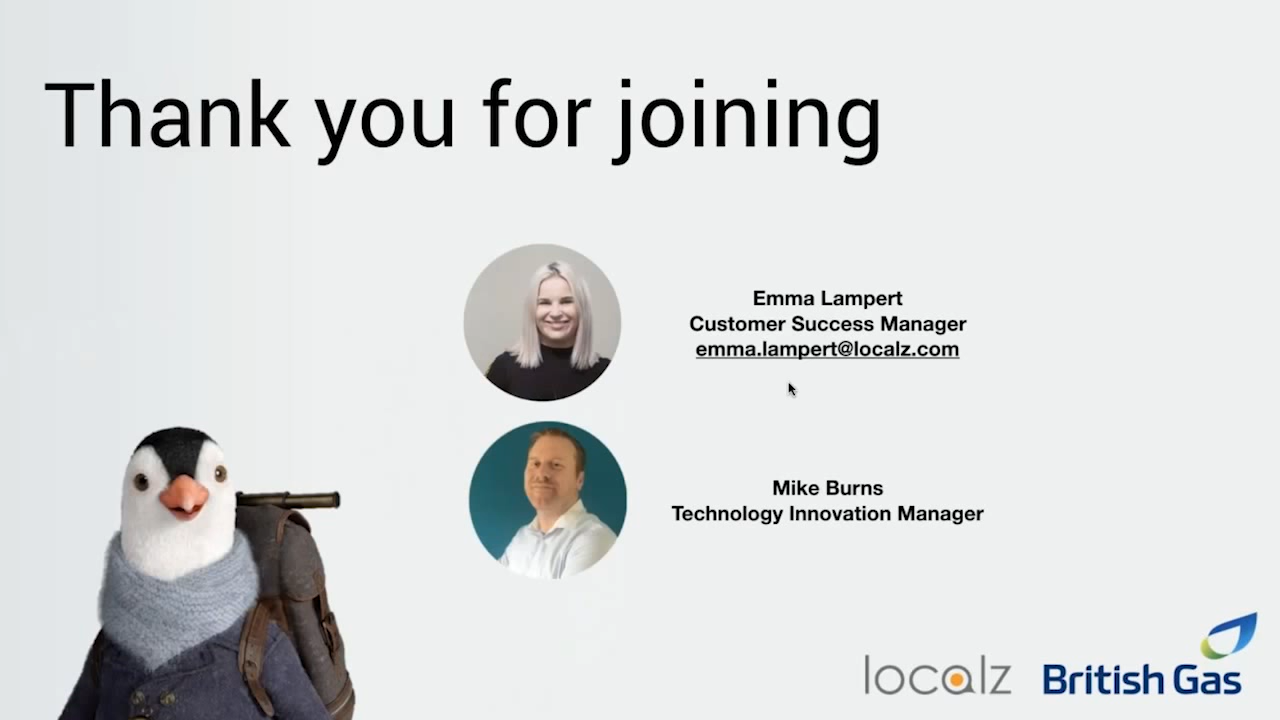 Thank you for joining
Emma Lampert
Customer Success Manager
emma.lampert@localz.com
Mike Burns
Technology Innovation Manager
localz
British Gas